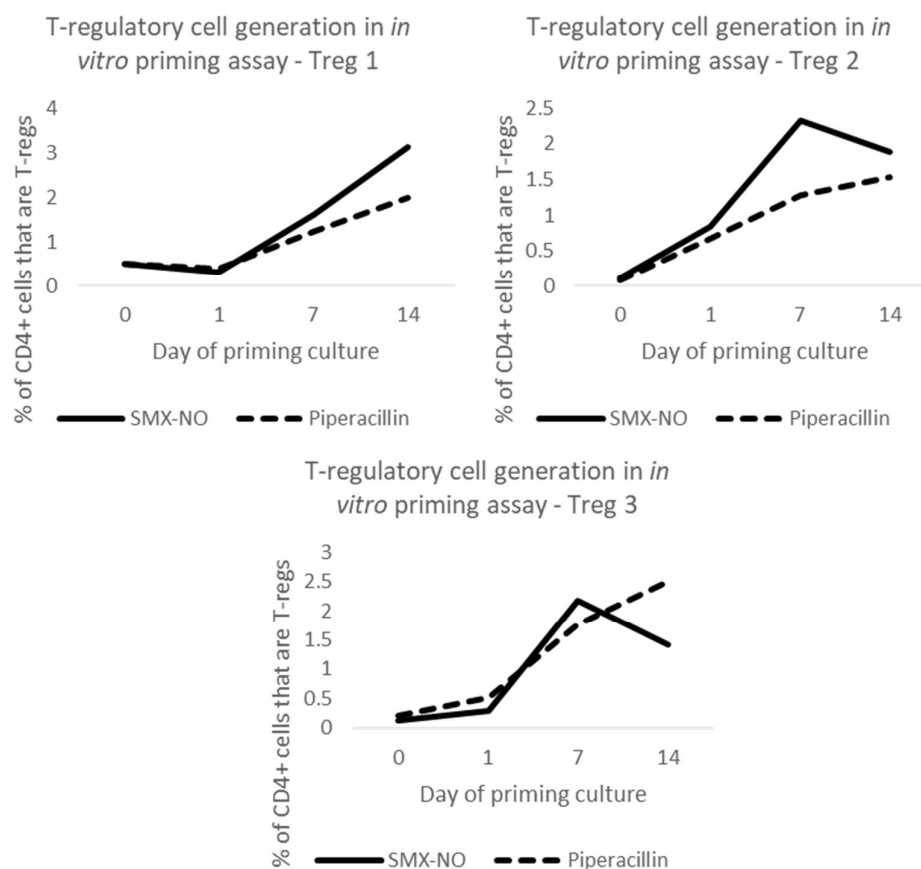 T-regulatory cell generation in in
vitro priming assay - Treg 1
% of CD4+ cells that are T-regs
4
3
2
1
0
0 1 7 14
Day of priming culture
SMX-NO Piperacillin
T-regulatory cell generation in in
vitro priming assay - Treg 2
% of CD4+ cells that are T-regs
2.5
2
1.5
1
0.5
0
0 1 7 14
Day of priming culture
SMX-NO Piperacillin
T-regulatory cell generation in in
vitro priming assay - Treg 3
% of CD4+ cells that are T-regs
3
2.5
2
1.5
1
0.5
0
0 1 7 14
Day of priming culture
SMX-NO Piperacillin